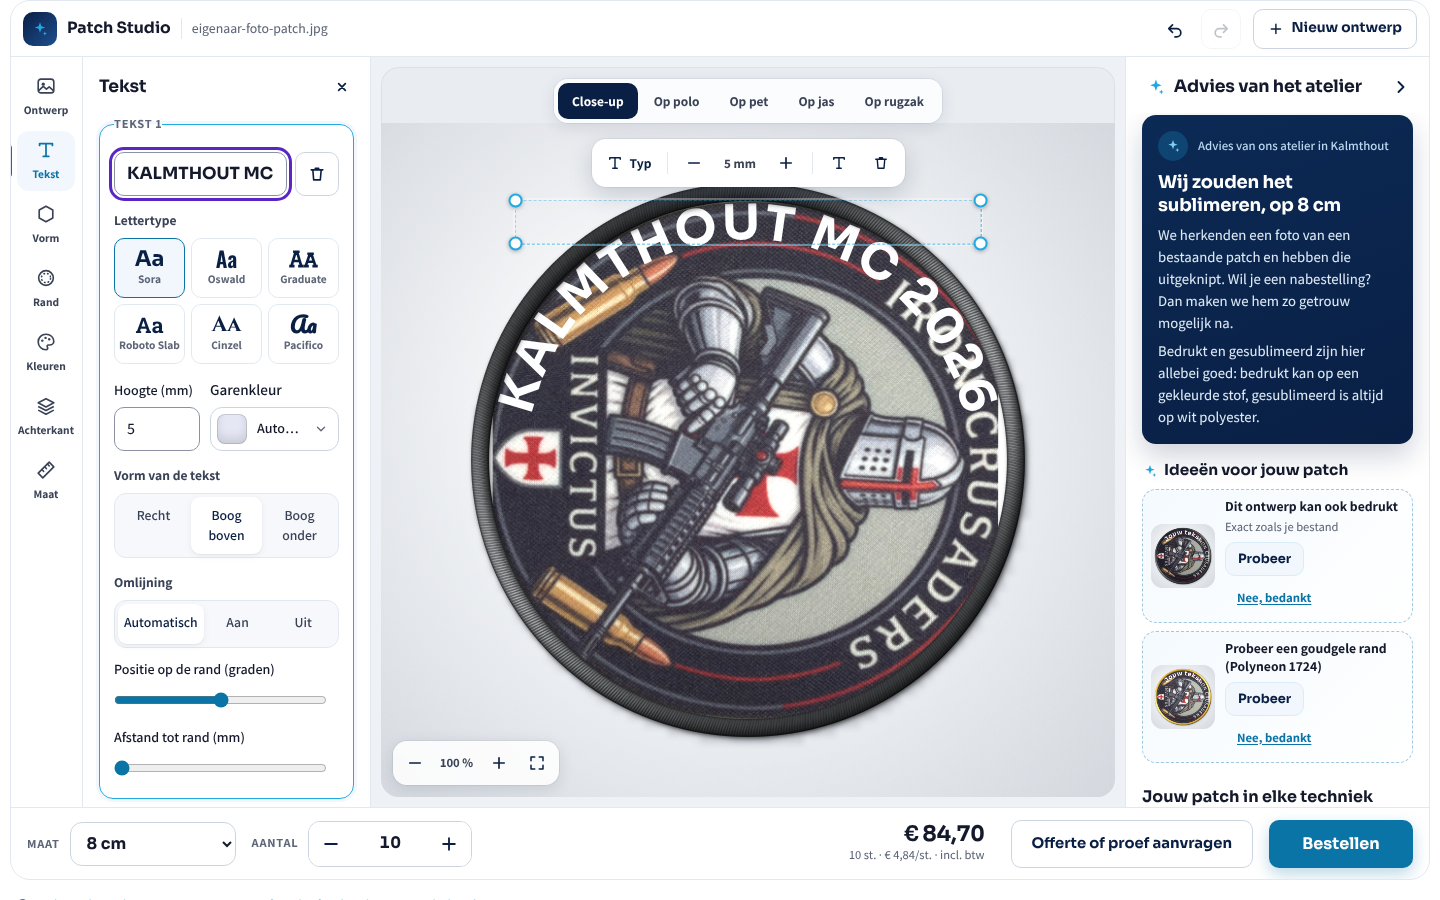 Patch Studio
eigenaar-foto-patch.jpg
Nieuw ontwerp
Ontwerp
Tekst
Vorm
Rand
Kleuren
Achterkant
Maat
Tekst
TEKST 1
KALMTHOUT MC
Lettertype
Aa
Sora
Aa
Oswald
AA
Graduate
Aa
Roboto Slab
AA
Cinzel
Aa
Pacifico
Hoogte (mm)
Garenkleur
5
Auto...
Vorm van de tekst
Recht
Boog boven
Boog onder
Omlijning
Automatisch
Aan
Uit
Positie op de rand (graden)
Afstand tot rand (mm)
Close-up
Op polo
Op pet
Op jas
Op rugzak
Typ
5 mm
KALMTHOUT MC 2026
INVICTUS
CRUSADERS
100 %
Advies van het atelier
Advies van ons atelier in Kalmthout
Wij zouden het
sublimeren, op 8 cm
We herkenden een foto van een
bestaande patch en hebben die
uitgeknipt. Wil je een nabestelling?
Dan maken we hem zo getrouw
mogelijk na.
Bedrukt en gesublimeerd zijn hier
allebei goed: bedrukt kan op een
gekleurde stof, gesublimeerd is altijd
op wit polyester.
Ideeën voor jouw patch
Dit ontwerp kan ook bedrukt
Exact zoals je bestand
Probeer
Nee, bedankt
Probeer een goudgele rand
(Polyneon 1724)
Probeer
Nee, bedankt
Jouw patch in elke techniek
MAAT
8 cm
AANTAL
10
€ 84,70
10 st. · € 4,84/st. · incl. btw
Offerte of proef aanvragen
Bestellen